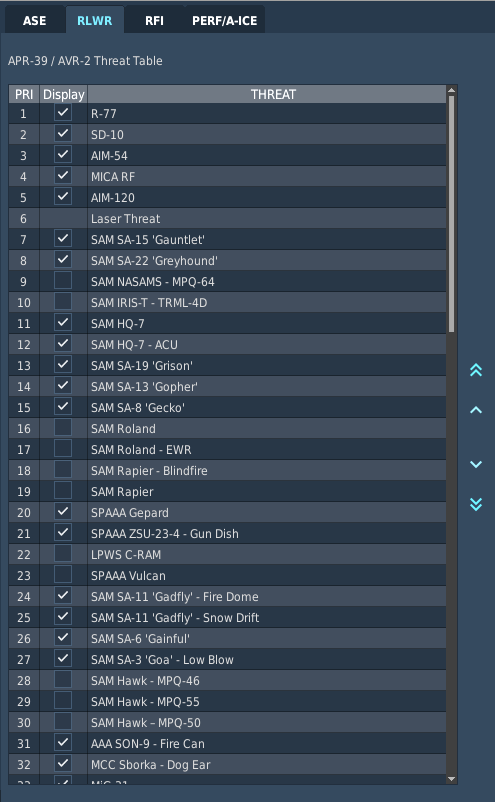 ASE RLWR RFI PERF/A-ICE
APR-39 / AVR-2 Threat Table
PRI Display THREAT
1 R-77
2 SD-10
3 AIM-54
4 MICA RF
5 AIM-120
6 Laser Threat
7 SAM SA-15 'Gauntlet'
8 SAM SA-22 'Greyhound'
9 SAM NASAMS - MPQ-64
10 SAM IRIS-T - TRML-4D
11 SAM HQ-7
12 SAM HQ-7 - ACU
13 SAM SA-19 'Grison'
14 SAM SA-13 'Gopher'
15 SAM SA-8 'Gecko'
16 SAM Roland
17 SAM Roland - EWR
18 SAM Rapier - Blindfire
19 SAM Rapier
20 SPAAA Gepard
21 SPAAA ZSU-23-4 - Gun Dish
22 LPWS C-RAM
23 SPAAA Vulcan
24 SAM SA-11 'Gadfly' - Fire Dome
25 SAM SA-11 'Gadfly' - Snow Drift
26 SAM SA-6 'Gainful'
27 SAM SA-3 'Goa' - Low Blow
28 SAM Hawk - MPQ-46
29 SAM Hawk - MPQ-55
30 SAM Hawk – MPQ-50
31 AAA SON-9 - Fire Can
32 MCC Sborka - Dog Ear